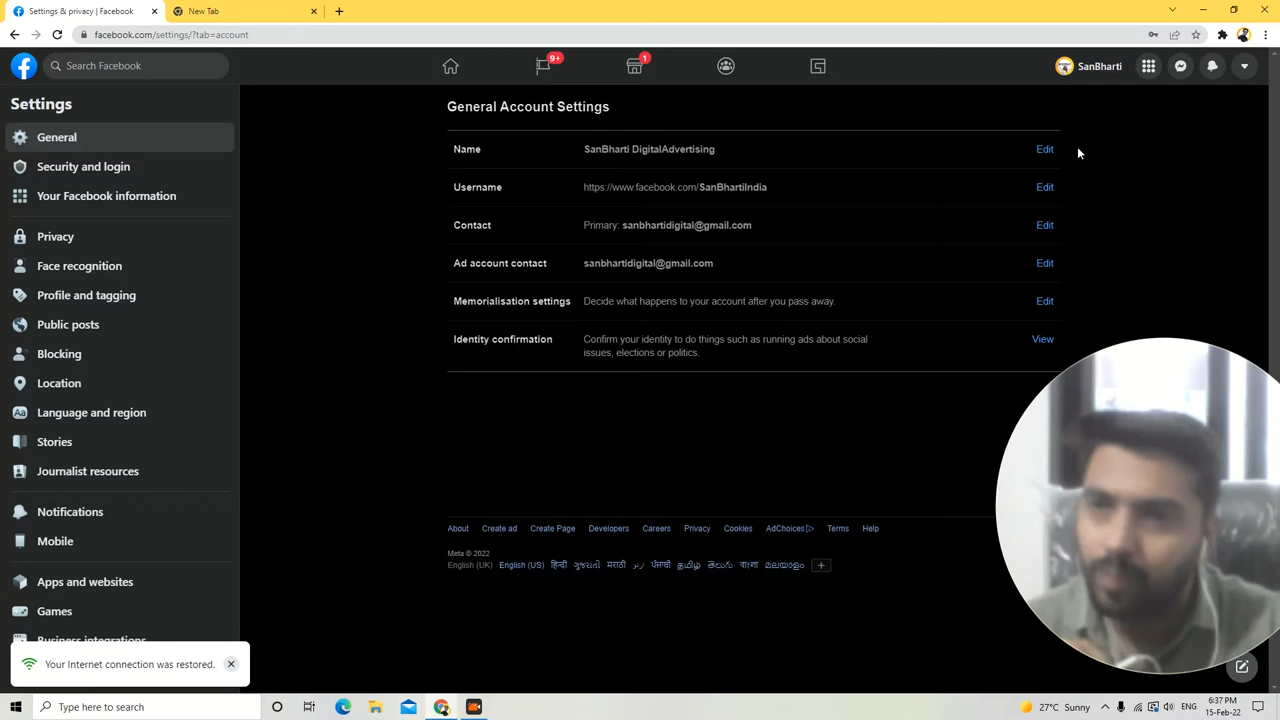 Settings & privacy | Facebook
New Tab
facebook.com/settings/?tab=account
Search Facebook
9+
1
SanBharti
Settings
General
Security and login
Your Facebook information
Privacy
Face recognition
Profile and tagging
Public posts
Blocking
Location
Language and region
Stories
Journalist resources
Notifications
Mobile
Apps and websites
Games
Business integrations
General Account Settings
Name SanBharti DigitalAdvertising Edit
Username https://www.facebook.com/SanBhartiIndia Edit
Contact Primary: sanbhartidigital@gmail.com Edit
Ad account contact sanbhartidigital@gmail.com Edit
Memorialisation settings Decide what happens to your account after you pass away. Edit
Identity confirmation Confirm your identity to do things such as running ads about social View
issues, elections or politics.
About Create ad Create Page Developers Careers Privacy Cookies AdChoices Terms Help
Meta © 2022
English (UK) English (US) हिन्दी ગુજરાતી मराठी اردو ਪੰਜਾਬੀ தமிழ் తెలుగు বাংলা മലയാളം +
Your Internet connection was restored.
Type here to search
27°C Sunny
ENG
6:37 PM
15-Feb-22